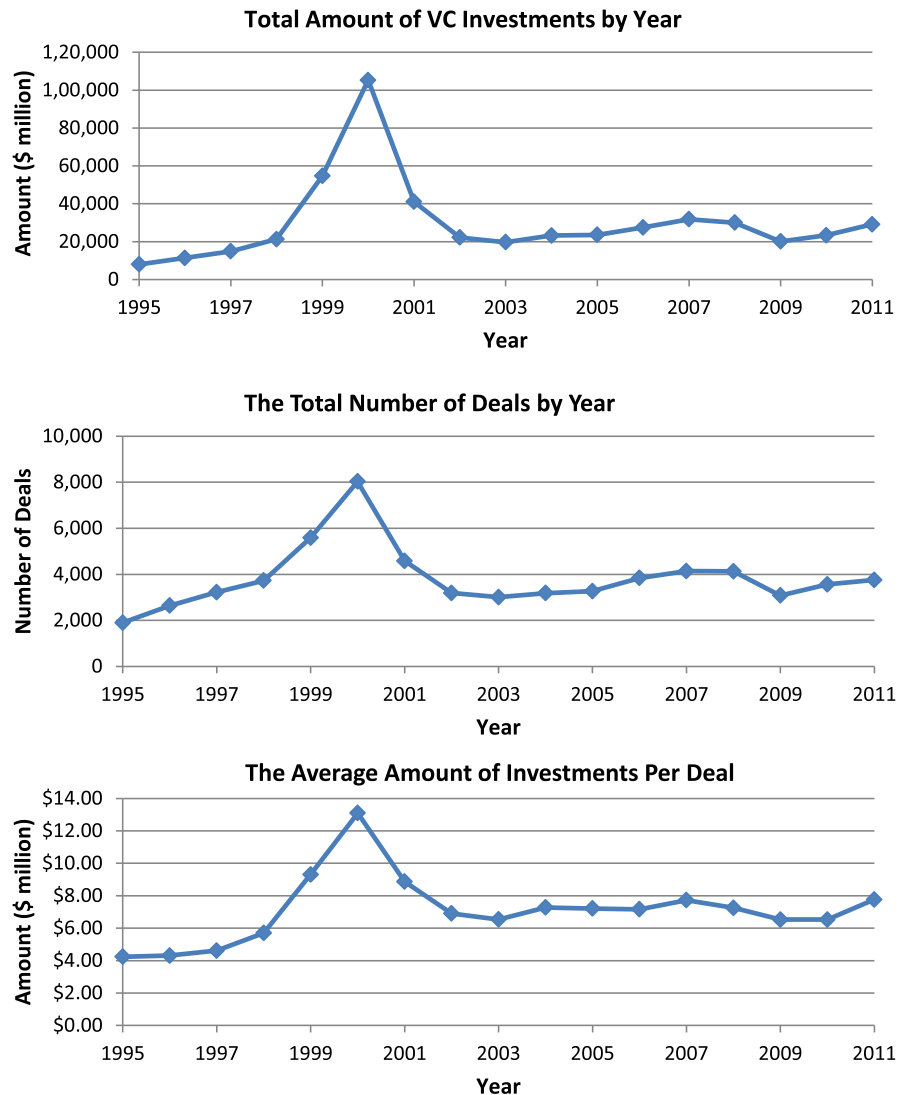 Total Amount of VC Investments by Year
Amount ($ million)
1,20,000
1,00,000
80,000
60,000
40,000
20,000
0
1995 1997 1999 2001 2003 2005 2007 2009 2011
Year
The Total Number of Deals by Year
Number of Deals
10,000
8,000
6,000
4,000
2,000
0
1995 1997 1999 2001 2003 2005 2007 2009 2011
Year
The Average Amount of Investments Per Deal
Amount ($ million)
$14.00
$12.00
$10.00
$8.00
$6.00
$4.00
$2.00
$0.00
1995 1997 1999 2001 2003 2005 2007 2009 2011
Year